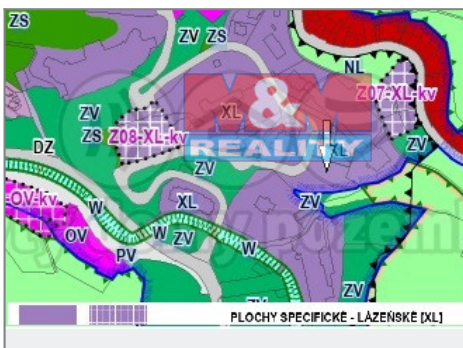 ZS
ZV ZS
NL
ZV
Z07-XL-kv
XL
M&M
REALITY
Z08-XL-kv
ZS
ZV
DZ
ZV
XL
XL
ZV
-OV-kv
W
OV
W
ZV
PV
W
ZV
ZV
PLOCHY SPECIFICKÉ - LÁZEŇSKÉ [XL]